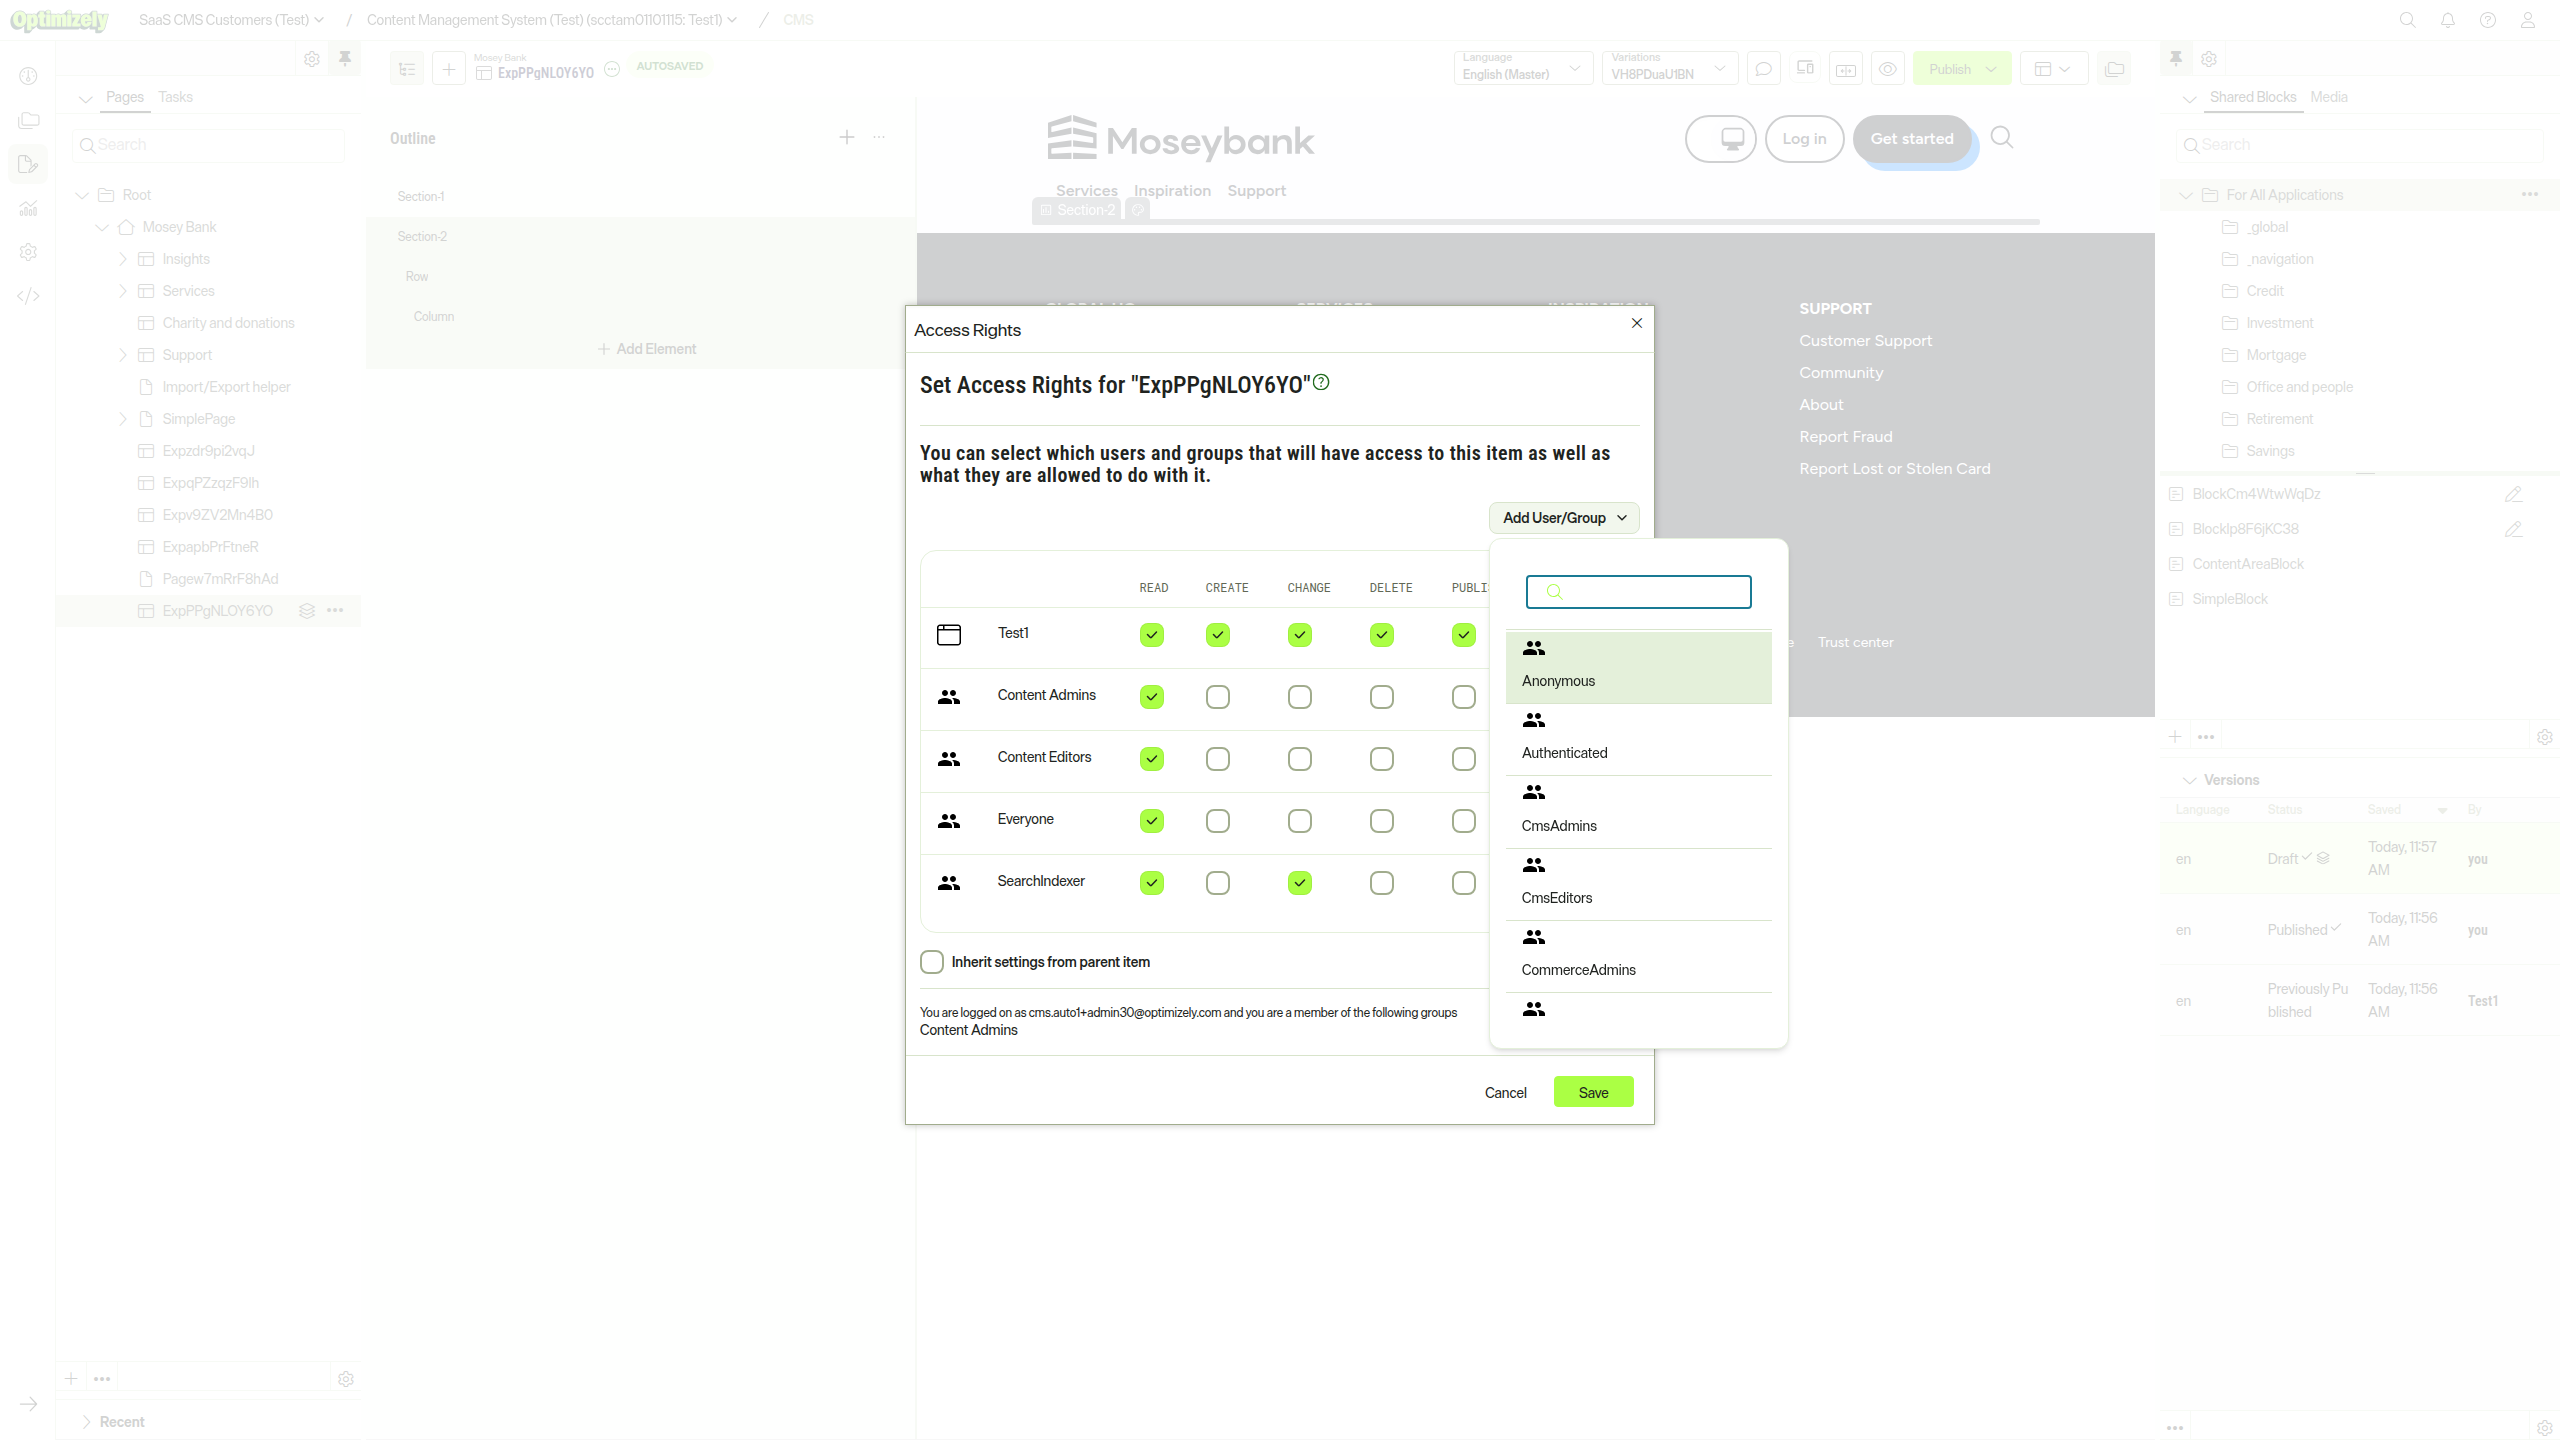 Optimizely
SaaS CMS Customers (Test)
/
Content Management System (Test) (scctam01101115: Test1)
/
CMS
Pages
Tasks
Search
Root
Mosey Bank
Insights
Services
Charity and donations
Support
Import/Export helper
SimplePage
Expzdr9pi2vqJ
ExpqPZzqzF9lh
Expv9ZV2Mn4B0
ExpapbPrFtneR
Pagew7mRrF8hAd
ExpPPgNLOY6YO
Recent
Mosey Bank
ExpPPgNLOY6YO
AUTOSAVED
Language
English (Master)
Variations
VH8PDuaU1BN
Publish
Outline
Section-1
Section-2
Row
Column
Add Element
Moseybank
Log in
Get started
Services
Inspiration
Support
Section-2
SERVICES
INSPIRATION
SUPPORT
Customer Support
Community
About
Report Fraud
Report Lost or Stolen Card
Trust center
Access Rights
Set Access Rights for "ExpPPgNLOY6YO"
You can select which users and groups that will have access to this item as well as
what they are allowed to do with it.
Add User/Group
READ CREATE CHANGE DELETE PUBLI
Test1
Content Admins
Content Editors
Everyone
SearchIndexer
Anonymous
Authenticated
CmsAdmins
CmsEditors
CommerceAdmins
Inherit settings from parent item
You are logged on as cms.auto1+admin30@optimizely.com and you are a member of the following groups
Content Admins
Cancel
Save
Shared Blocks
Media
Search
For All Applications
_global
_navigation
Credit
Investment
Mortgage
Office and people
Retirement
Savings
BlockCm4WtwWqDz
BlockIp8F6jKC38
ContentAreaBlock
SimpleBlock
Versions
Language Status Saved By
en Draft Today, 11:57
AM you
en Published Today, 11:56
AM you
en Previously Pu
blished Today, 11:56
AM Test1